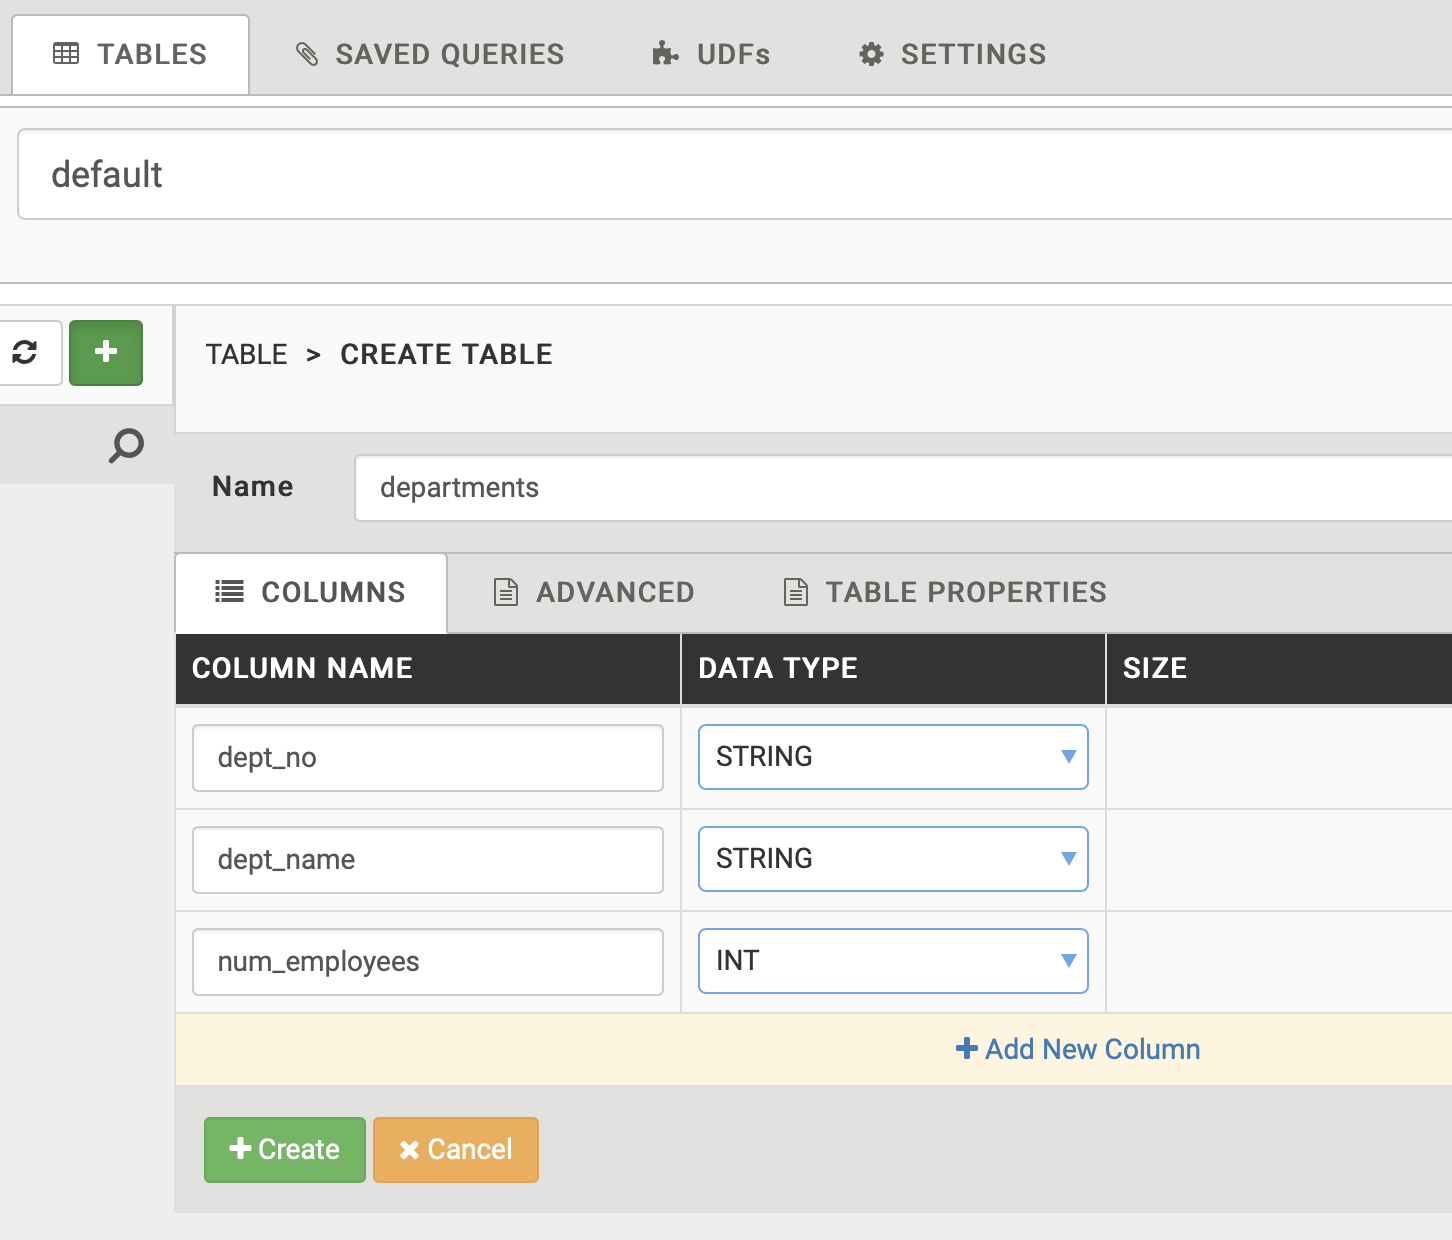 TABLES SAVED QUERIES UDFs SETTINGS
default
TABLE > CREATE TABLE
Name departments
COLUMNS ADVANCED TABLE PROPERTIES
COLUMN NAME DATA TYPE SIZE
dept_no STRING
dept_name STRING
num_employees INT
Add New Column
Create Cancel